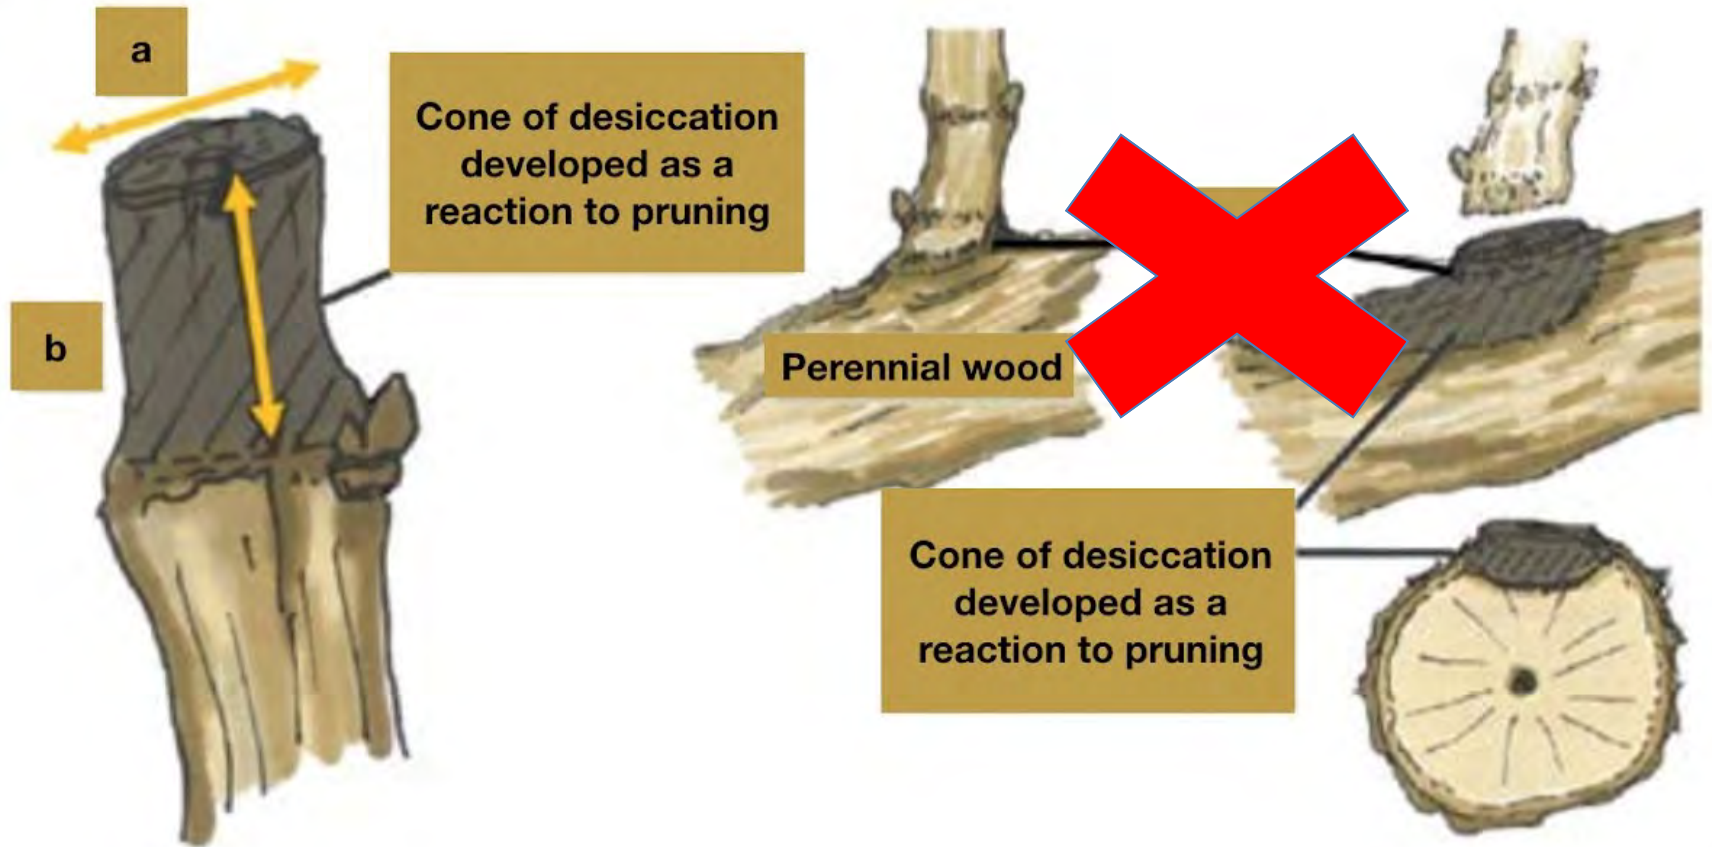 a
Cone of desiccation
developed as a
reaction to pruning
b
Perennial wood
Cone of desiccation
developed as a
reaction to pruning